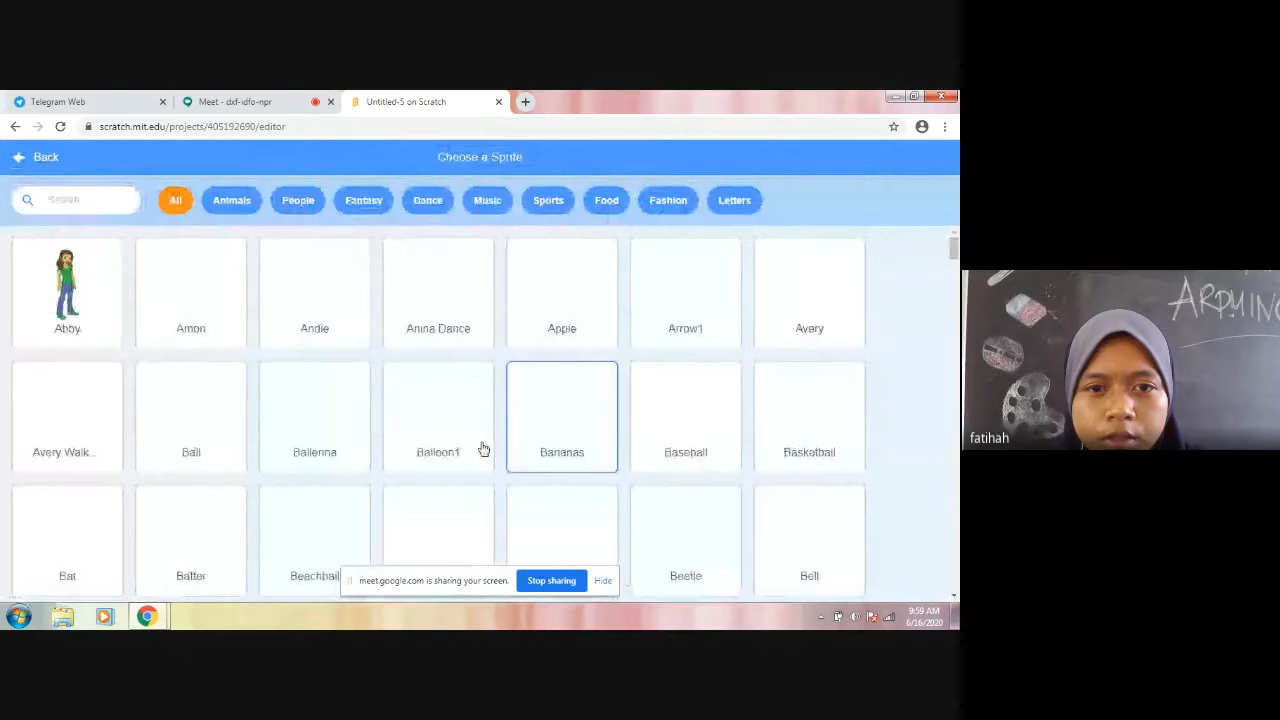 Telegram Web
Meet - dxf-idfo-npr
Untitled-5 on Scratch
scratch.mit.edu/projects/405192690/editor
Back
Choose a Sprite
Search
All
Animals
People
Fantasy
Dance
Music
Sports
Food
Fashion
Letters
Abby
Amon
Andie
Anina Dance
Apple
Arrow1
Avery
Avery Walk...
Ball
Ballerina
Balloon1
Bananas
Baseball
Basketball
Bat
Batter
Beachball
Beetle
Bell
meet.google.com is sharing your screen.
Stop sharing
Hide
9:59 AM
6/16/2020
ARDUINO
fatihah